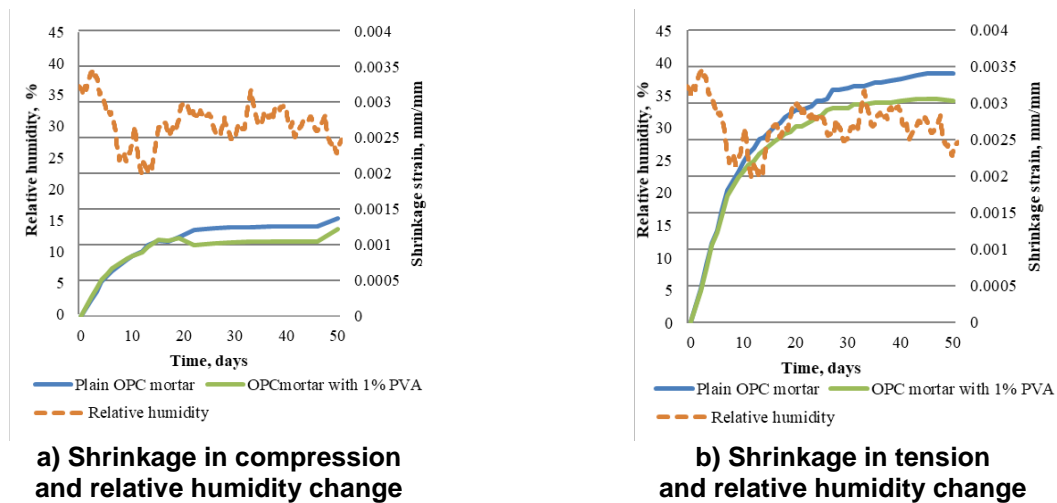 45
40
35
30
25
20
15
10
5
0
Relative humidity, %
0.004
0.0035
0.003
0.0025
0.002
0.0015
0.001
0.0005
0
Shrinkage strain, mm/mm
0 10 20 30 40 50
Time, days
Plain OPC mortar OPCmortar with 1% PVA
Relative humidity
a) Shrinkage in compression
and relative humidity change
45
40
35
30
25
20
15
10
5
0
Relative humidity, %
0.004
0.0035
0.003
0.0025
0.002
0.0015
0.001
0.0005
0
Shrinkage strain, mm/mm
0 10 20 30 40 50
Time, days
Plain OPC mortar OPC mortar with 1% PVA
Relative humidity
b) Shrinkage in tension
and relative humidity change